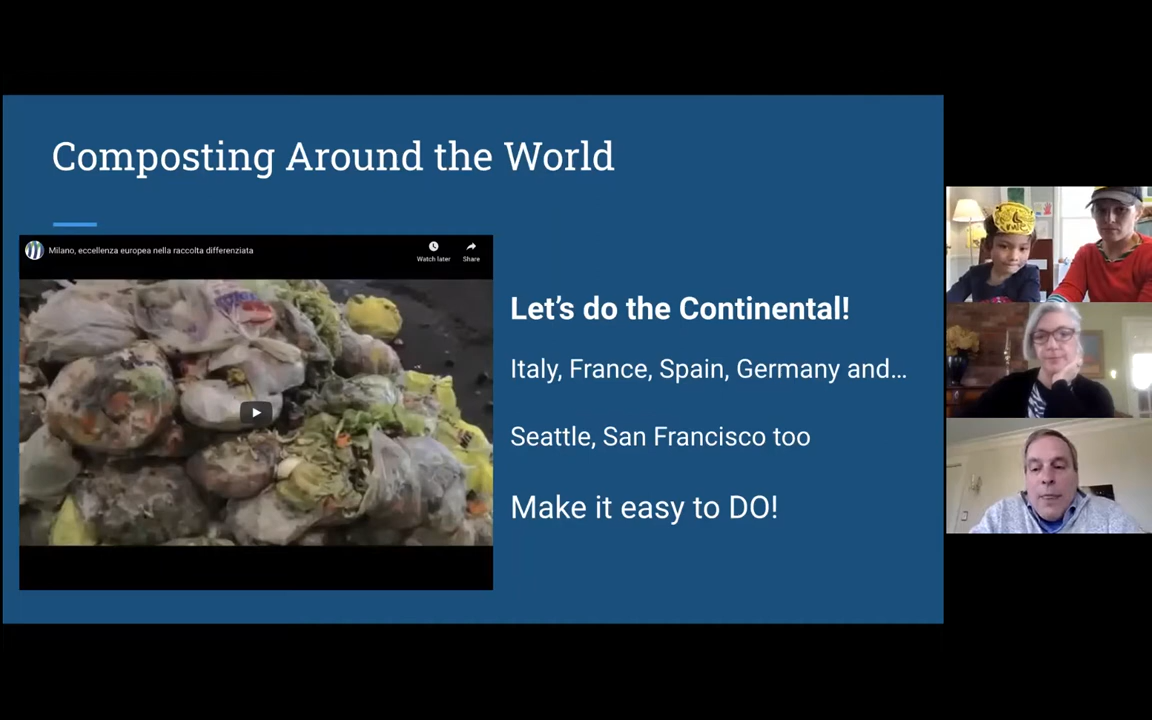 Composting Around the World
Milano, eccellenza europea nella raccolta differenziata
Watch later
Share
Let's do the Continental!
Italy, France, Spain, Germany and...
Seattle, San Francisco too
Make it easy to DO!